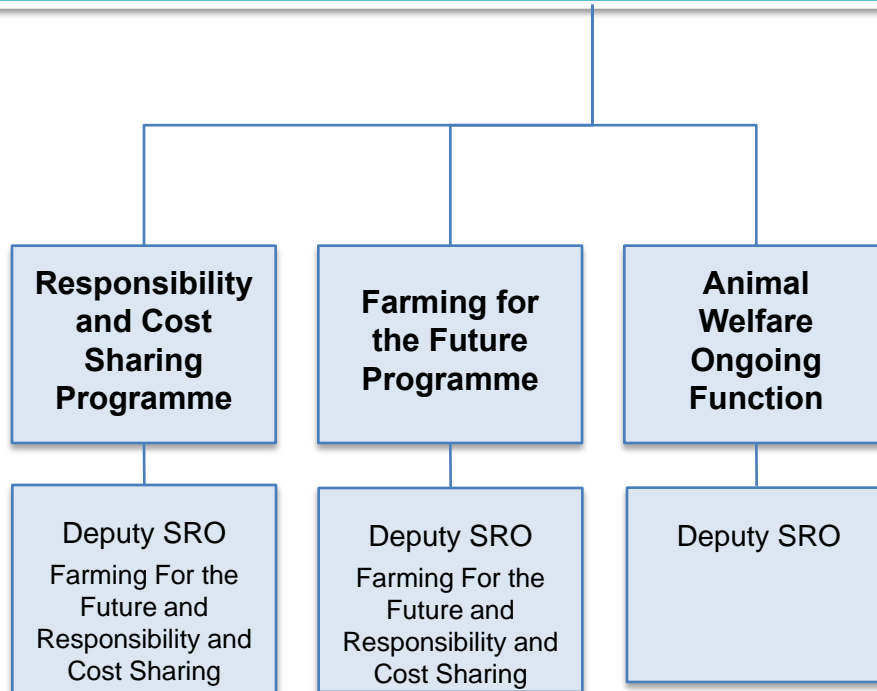 Responsibility
and Cost
Sharing
Programme
Farming for
the Future
Programme
Animal
Welfare
Ongoing
Function
Deputy SRO
Farming For the
Future and
Responsibility and
Cost Sharing
Deputy SRO
Farming For the
Future and
Responsibility and
Cost Sharing
Deputy SRO